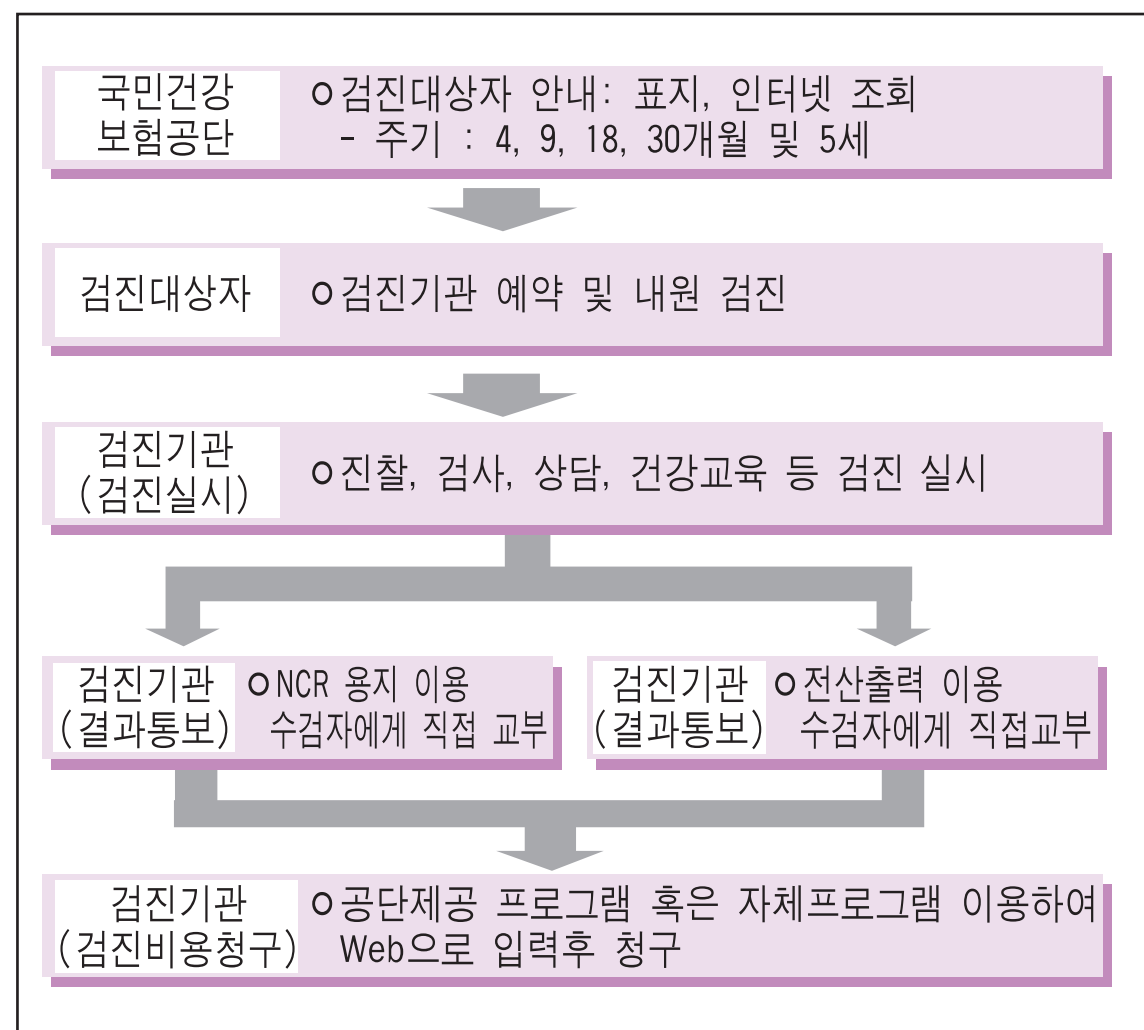 국민건강
보험공단
ㅇ검진대상자 안내: 표지, 인터넷 조회
- 주기 : 4, 9, 18, 30개월 및 5세
검진대상자
ㅇ검진기관 예약 및 내원 검진
검진기관
(검진실시)
ㅇ진찰, 검사, 상담, 건강교육 등 검진 실시
검진기관
(결과통보)
ㅇNCR 용지 이용
수검자에게 직접 교부
검진기관
(결과통보)
ㅇ전산출력 이용
수검자에게 직접교부
검진기관
(검진비용청구)
ㅇ공단제공 프로그램 혹은 자체프로그램 이용하여
Web으로 입력후 청구